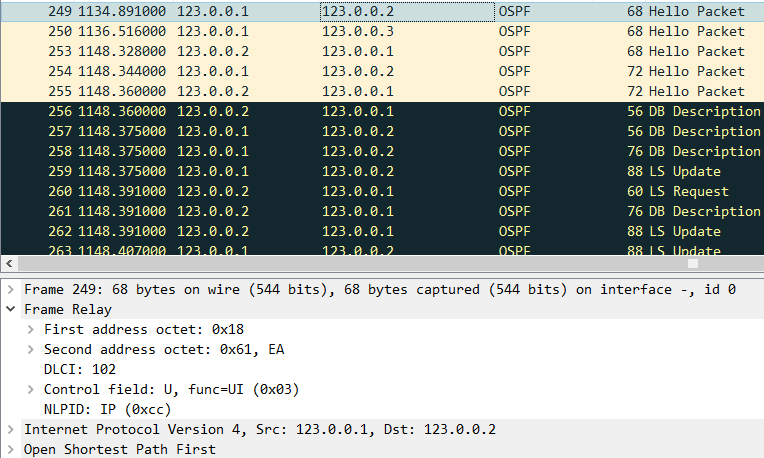 249 1134.891000 123.0.0.1 123.0.0.2 OSPF 68 Hello Packet
250 1136.516000 123.0.0.1 123.0.0.3 OSPF 68 Hello Packet
253 1148.328000 123.0.0.2 123.0.0.1 OSPF 68 Hello Packet
254 1148.344000 123.0.0.1 123.0.0.2 OSPF 72 Hello Packet
255 1148.360000 123.0.0.2 123.0.0.1 OSPF 72 Hello Packet
256 1148.360000 123.0.0.2 123.0.0.1 OSPF 56 DB Description
257 1148.375000 123.0.0.1 123.0.0.2 OSPF 56 DB Description
258 1148.375000 123.0.0.1 123.0.0.2 OSPF 76 DB Description
259 1148.375000 123.0.0.1 123.0.0.2 OSPF 88 LS Update
260 1148.391000 123.0.0.2 123.0.0.1 OSPF 60 LS Request
261 1148.391000 123.0.0.2 123.0.0.1 OSPF 76 DB Description
262 1148.391000 123.0.0.2 123.0.0.1 OSPF 88 LS Update
263 1148.407000 123.0.0.1 123.0.0.2 OSPF 88 LS Update
Frame 249: 68 bytes on wire (544 bits), 68 bytes captured (544 bits) on interface -, id 0
Frame Relay
First address octet: 0x18
Second address octet: 0x61, EA
DLCI: 102
Control field: U, func=UI (0x03)
NLPID: IP (0xcc)
Internet Protocol Version 4, Src: 123.0.0.1, Dst: 123.0.0.2
Open Shortest Path First